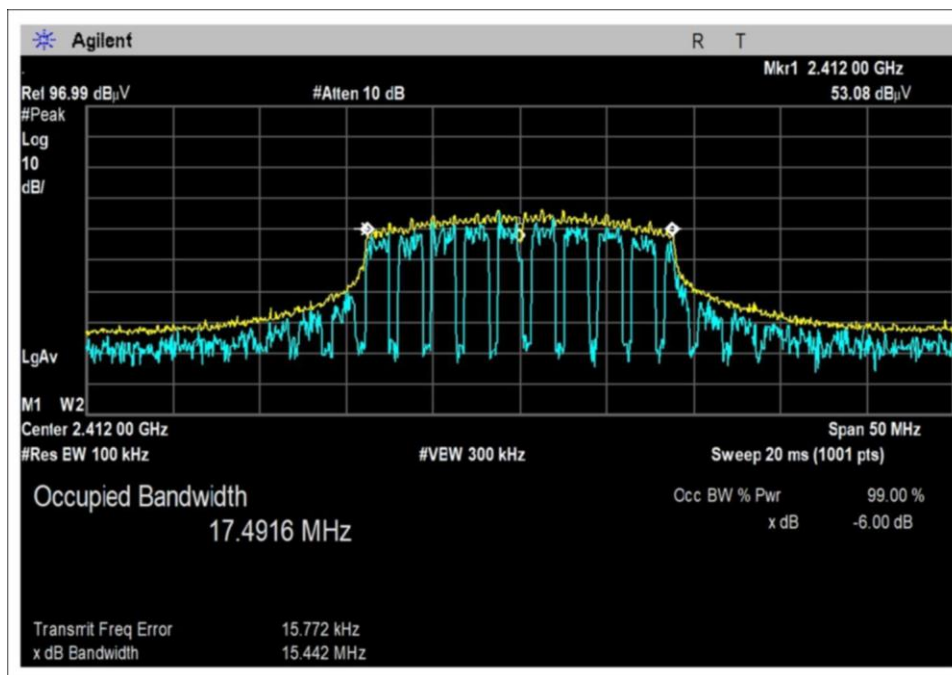 Agilent R T
Mkr1 2.412 00 GHz
Ref 96.99 dBµV #Atten 10 dB 53.08 dBµV
#Peak
Log
10
dB/
LgAv
M1 W2
Center 2.412 00 GHz Span 50 MHz
#Res BW 100 kHz #VBW 300 kHz Sweep 20 ms (1001 pts)
Occupied Bandwidth Occ BW % Pwr 99.00 %
17.4916 MHz x dB -6.00 dB
Transmit Freq Error 15.772 kHz
x dB Bandwidth 15.442 MHz